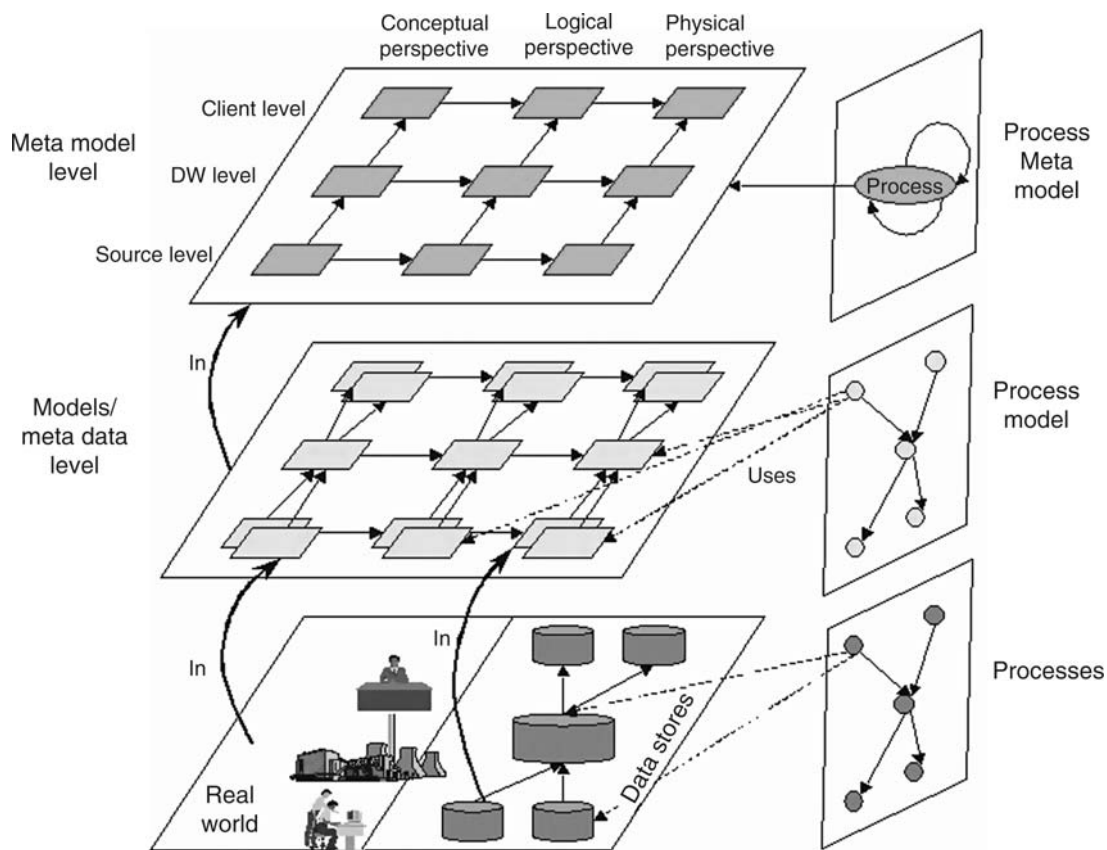 Conceptual
perspective
Logical
perspective
Physical
perspective
Client level
Meta model
level
DW level
Source level
Process
Process
Meta
model
In
Models/
meta data
level
Process
model
Uses
In
In
Data stores
Processes
Real
world